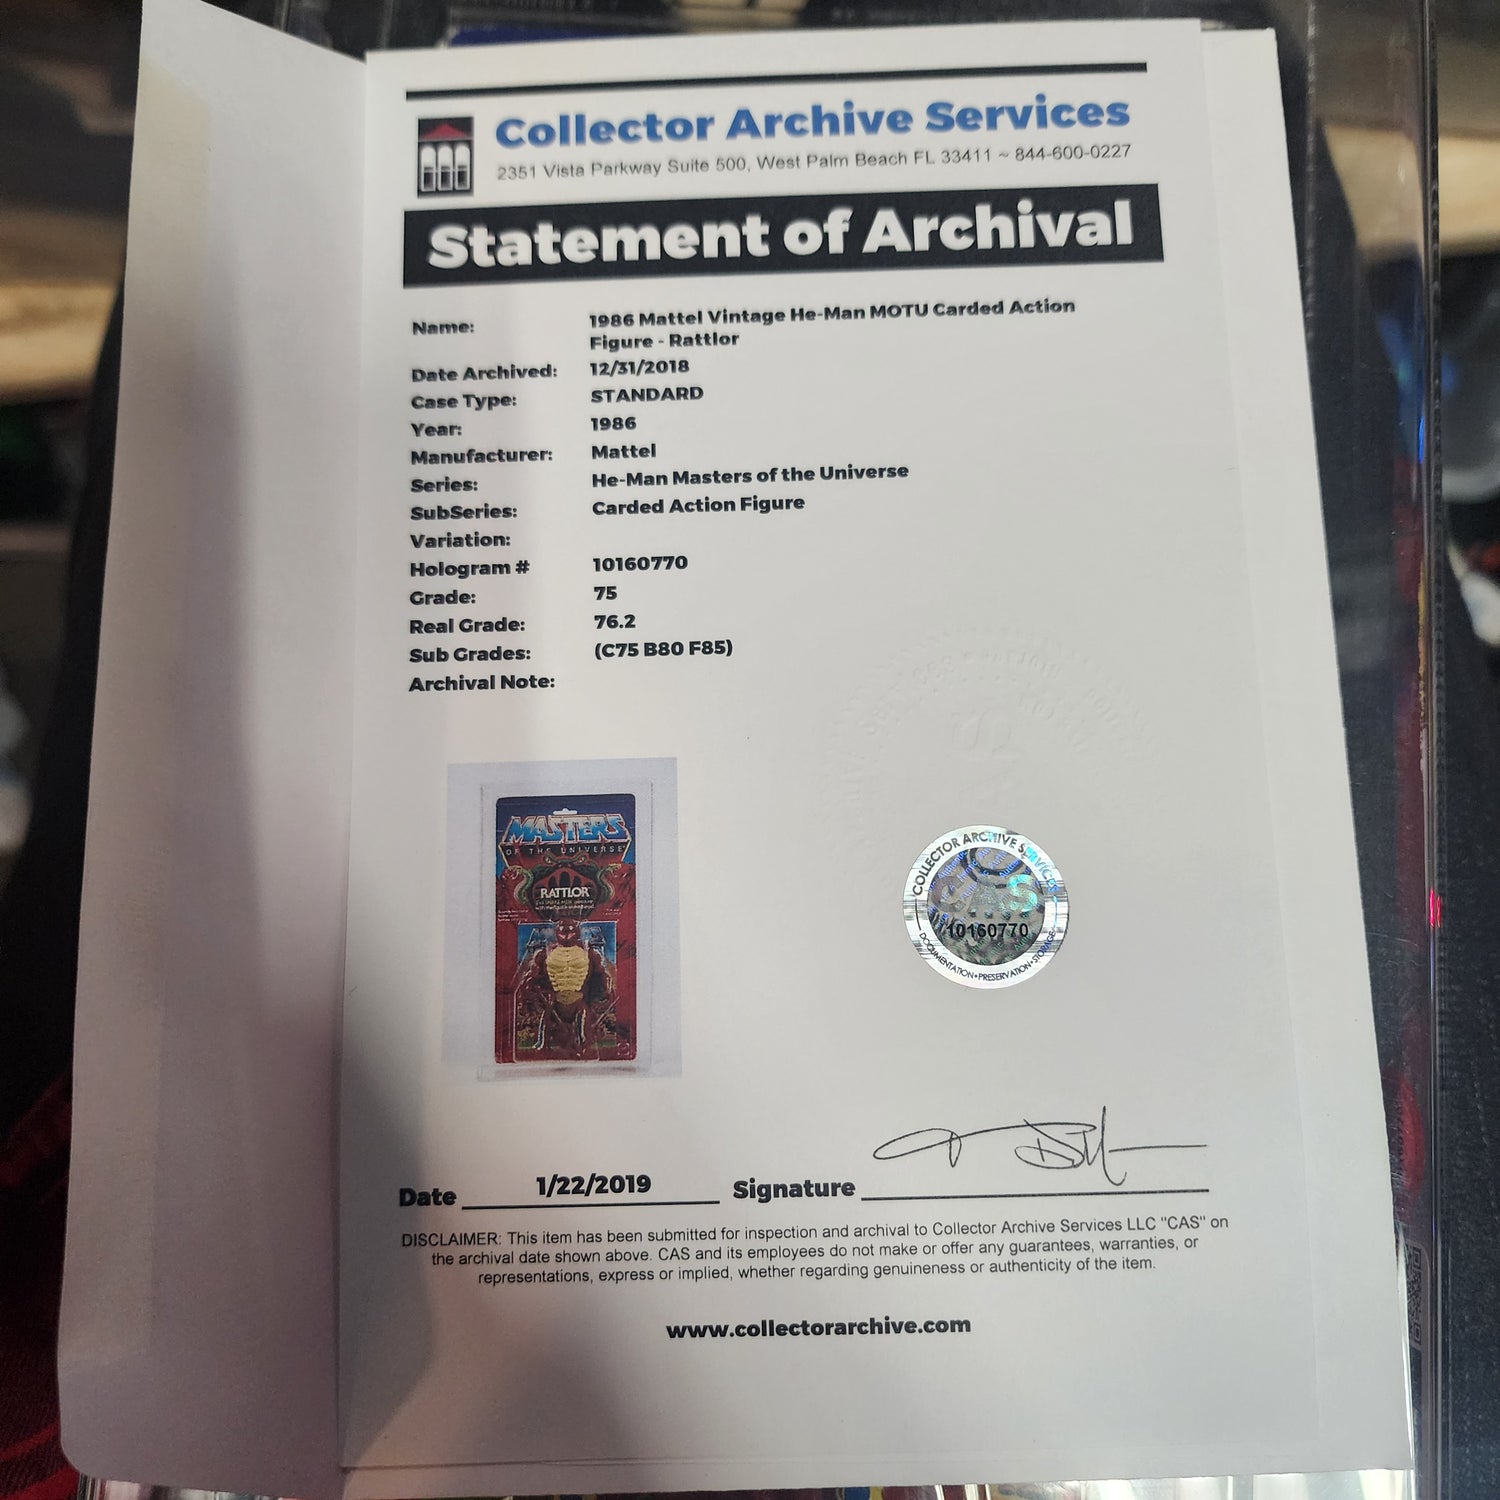 Collector Archive Services
2351 Vista Parkway Suite 500, West Palm Beach FL 33411 ~ 844-600-0227
Statement of Archival
Name: 1986 Mattel Vintage He-Man MOTU Carded Action
Figure - Rattlor
Date Archived: 12/31/2018
Case Type: STANDARD
Year: 1986
Manufacturer: Mattel
Series: He-Man Masters of the Universe
SubSeries: Carded Action Figure
Variation:
Hologram # 10160770
Grade: 75
Real Grade: 76.2
Sub Grades: (C75 B80 F85)
Archival Note:
MASTERS
OF THE UNIVERSE
RATTLOR
COLLECTOR ARCHIVE SERVICES
10160770
DOCUMENTATION•PRESERVATION•STORAGE
Date 1/22/2019 Signature
DISCLAIMER: This item has been submitted for inspection and archival to Collector Archive Services LLC "CAS" on
the archival date shown above. CAS and its employees do not make or offer any guarantees, warranties, or
representations, express or implied, whether regarding genuineness or authenticity of the item.
www.collectorarchive.com